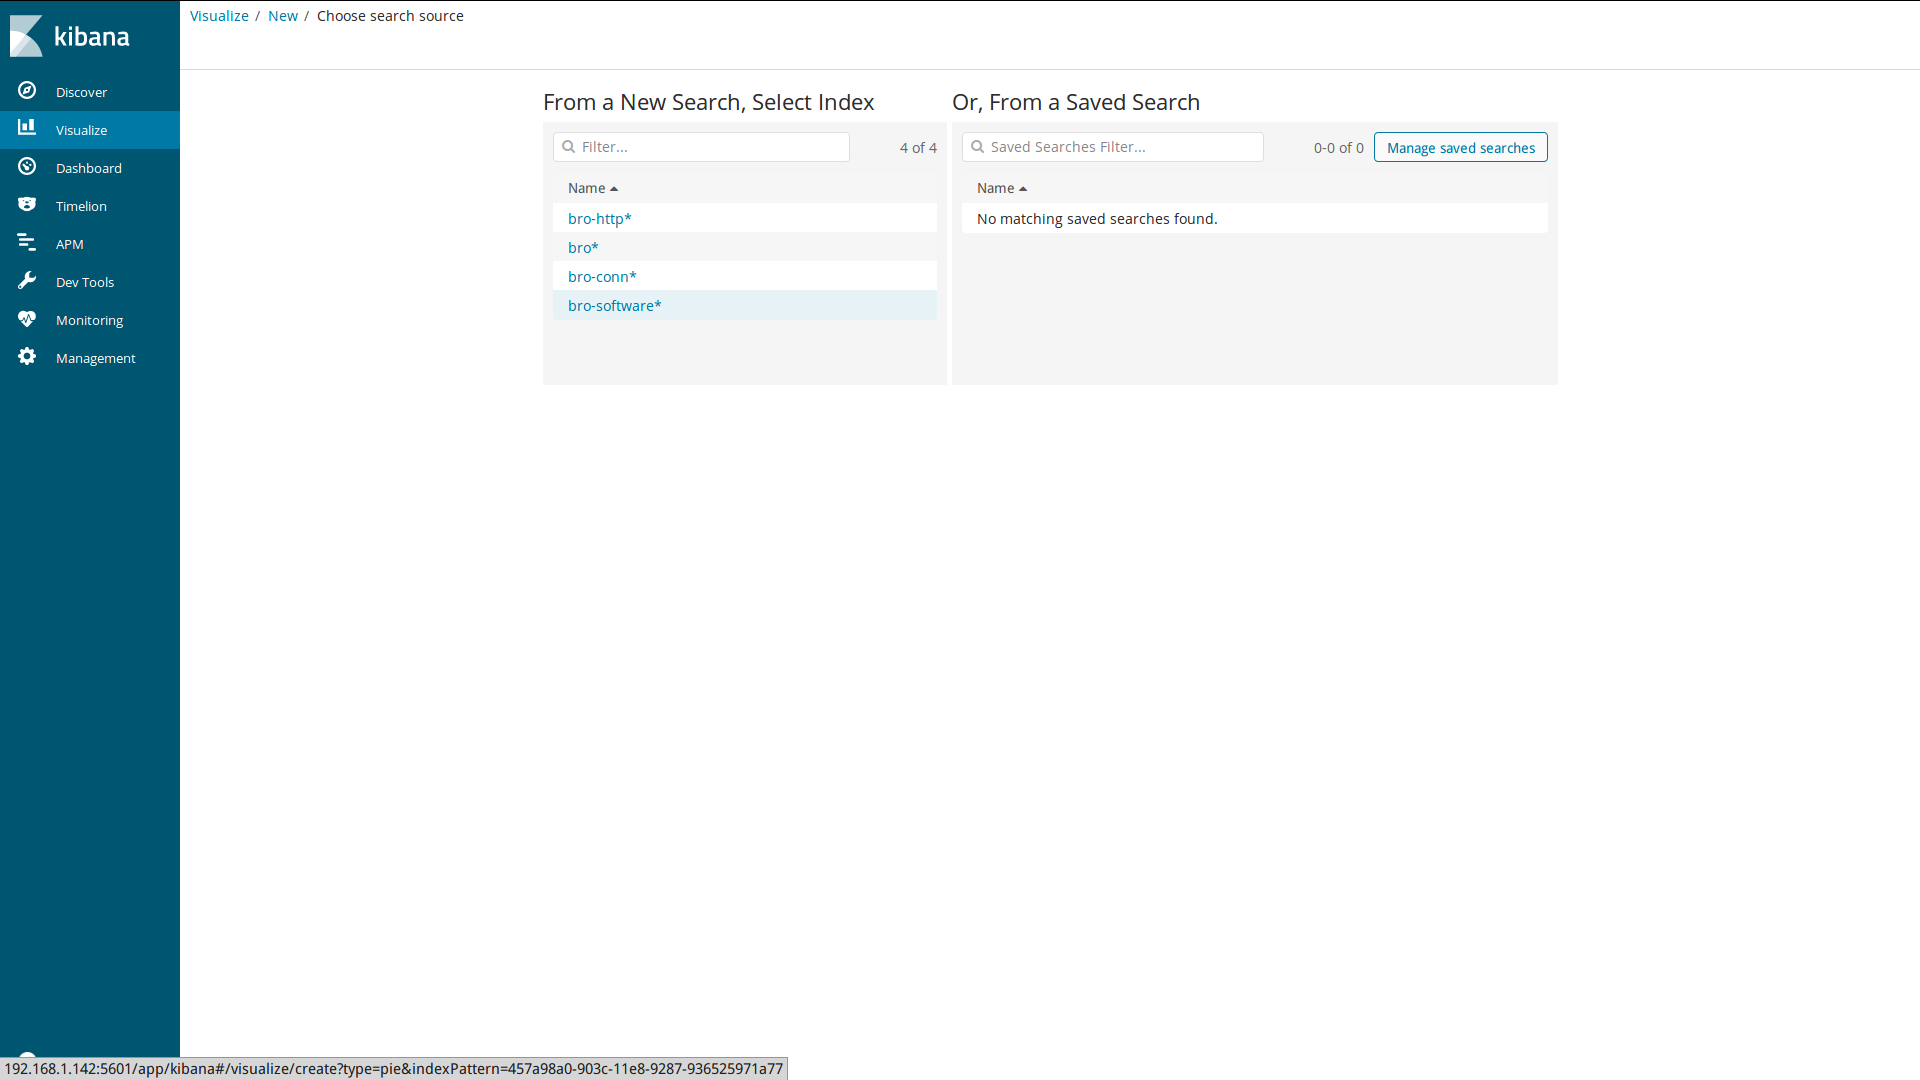 kibana
Discover
Visualize
Dashboard
Timelion
APM
Dev Tools
Monitoring
Management
Visualize / New / Choose search source
From a New Search, Select Index
Filter...
4 of 4
Name
bro-http*
bro*
bro-conn*
bro-software*
Or, From a Saved Search
Saved Searches Filter...
0-0 of 0
Manage saved searches
Name
No matching saved searches found.
192.168.1.142:5601/app/kibana#/visualize/create?type=pie&indexPattern=457a98a0-903c-11e8-9287-936525971a77